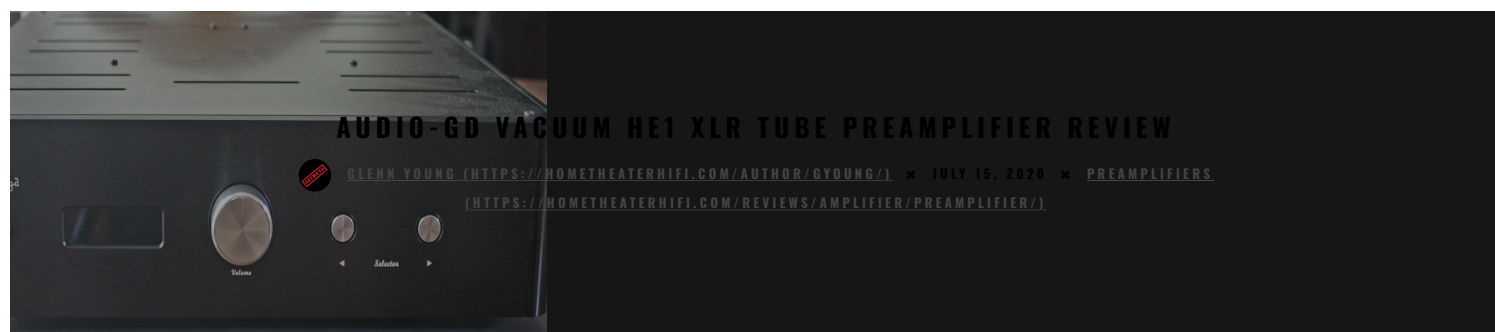 AUDIO-GD VACUUM HE1 XLR TUBE PREAMPLIFIER REVIEW
GLENN YOUNG (HTTPS://HOMETHEATERHIFI.COM/AUTHOR/GYOUNG/) × JULY 15, 2020 × PREAMPLIFIERS
(HTTPS://HOMETHEATERHIFI.COM/REVIEWS/AMPLIFIER/PREAMPLIFIER/)
Volume
Selector